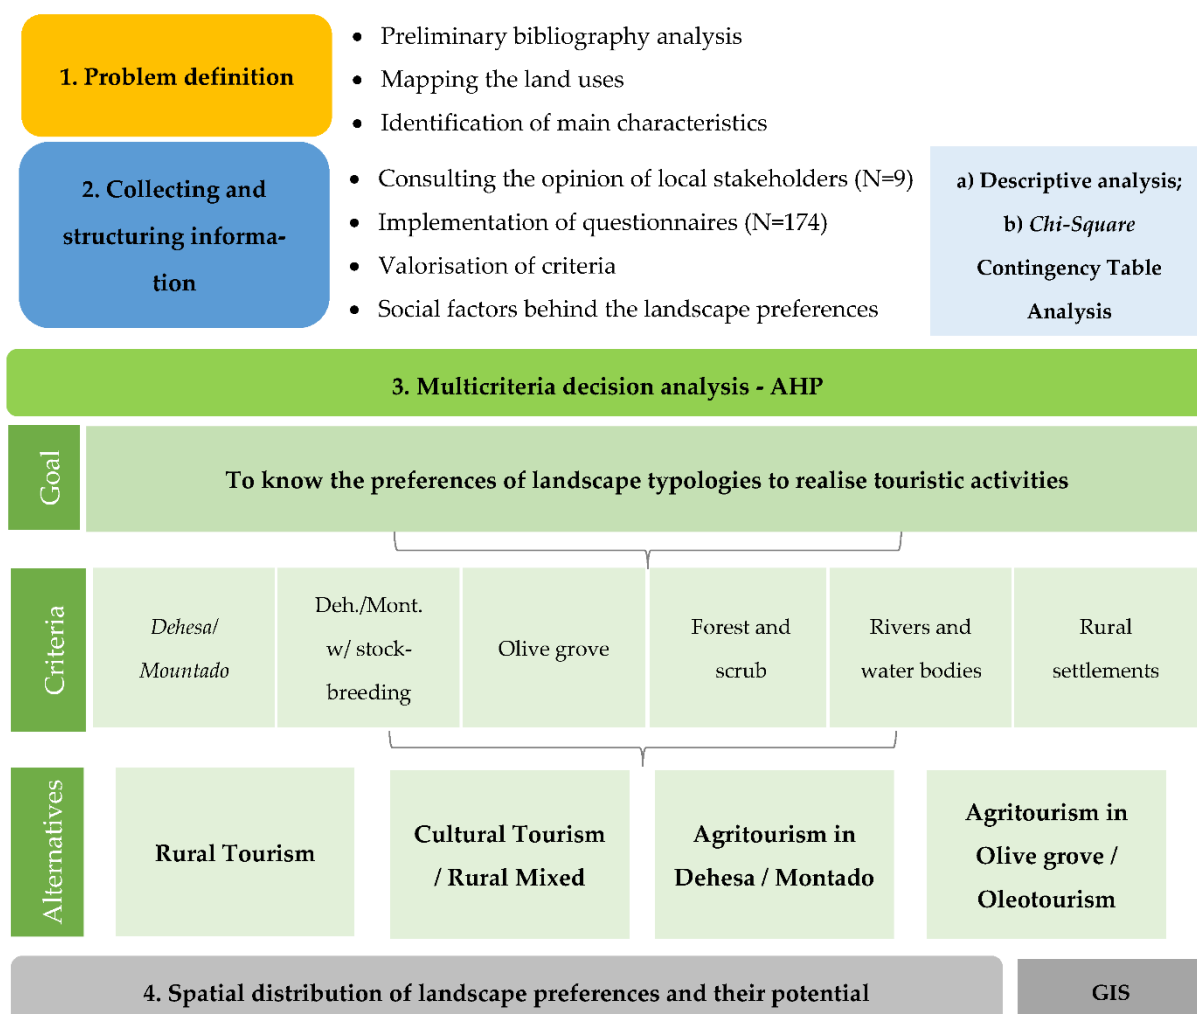 1. Problem definition
• Preliminary bibliography analysis
• Mapping the land uses
• Identification of main characteristics
2. Collecting and
structuring informa-
tion
• Consulting the opinion of local stakeholders (N=9)
• Implementation of questionnaires (N=174)
• Valorisation of criteria
• Social factors behind the landscape preferences
a) Descriptive analysis;
b) Chi-Square
Contingency Table
Analysis
3. Multicriteria decision analysis - AHP
Goal
To know the preferences of landscape typologies to realise touristic activities
Criteria
Dehesa/
Mountado
Deh./Mont.
w/ stock-
breeding
Olive grove
Forest and
scrub
Rivers and
water bodies
Rural
settlements
Alternatives
Rural Tourism
Cultural Tourism
/ Rural Mixed
Agritourism in
Dehesa / Montado
Agritourism in
Olive grove /
Oleotourism
4. Spatial distribution of landscape preferences and their potential
GIS